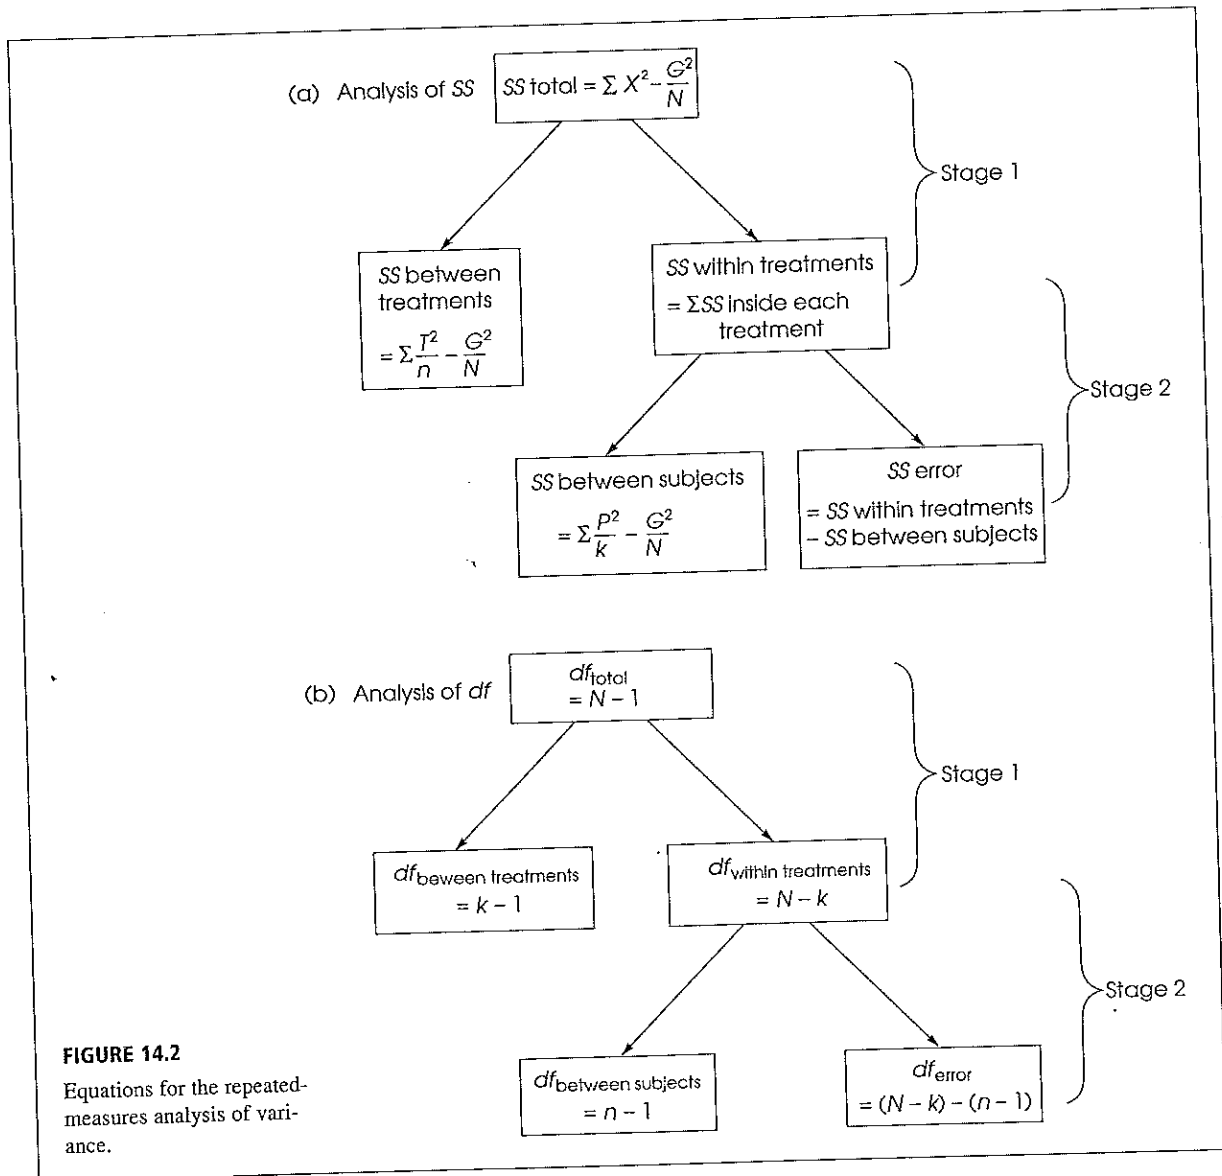 (a) Analysis of SS
SS total = Σ X² – G²/N
Stage 1
SS between
treatments
= Σ T²/n – G²/N
SS within treatments
= ΣSS inside each
treatment
Stage 2
SS between subjects
= Σ P²/k – G²/N
SS error
= SS within treatments
– SS between subjects
(b) Analysis of df
df total
= N – 1
Stage 1
df beween treatments
= k – 1
df within treatments
= N – k
Stage 2
df between subjects
= n – 1
df error
= (N – k) – (n – 1)
FIGURE 14.2
Equations for the repeated-
measures analysis of vari-
ance.